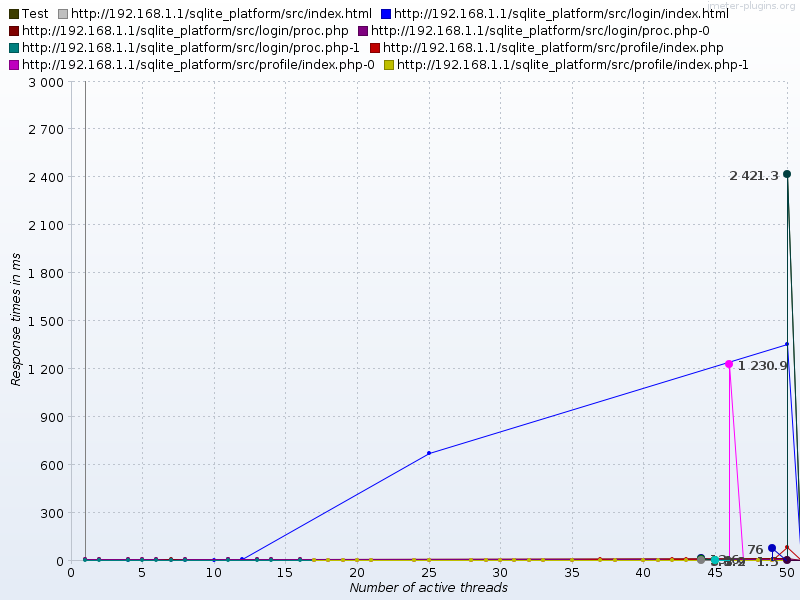 jmeter-plugins.org
Test http://192.168.1.1/sqlite_platform/src/index.html http://192.168.1.1/sqlite_platform/src/login/index.html
http://192.168.1.1/sqlite_platform/src/login/proc.php http://192.168.1.1/sqlite_platform/src/login/proc.php-0
http://192.168.1.1/sqlite_platform/src/login/proc.php-1 http://192.168.1.1/sqlite_platform/src/profile/index.php
http://192.168.1.1/sqlite_platform/src/profile/index.php-0 http://192.168.1.1/sqlite_platform/src/profile/index.php-1
3 000
2 700
2 400
2 100
1 800
1 500
1 200
900
600
300
0
Response times in ms
2 421.3
1 230.9
76
1.5
0 5 10 15 20 25 30 35 40 45 50
Number of active threads